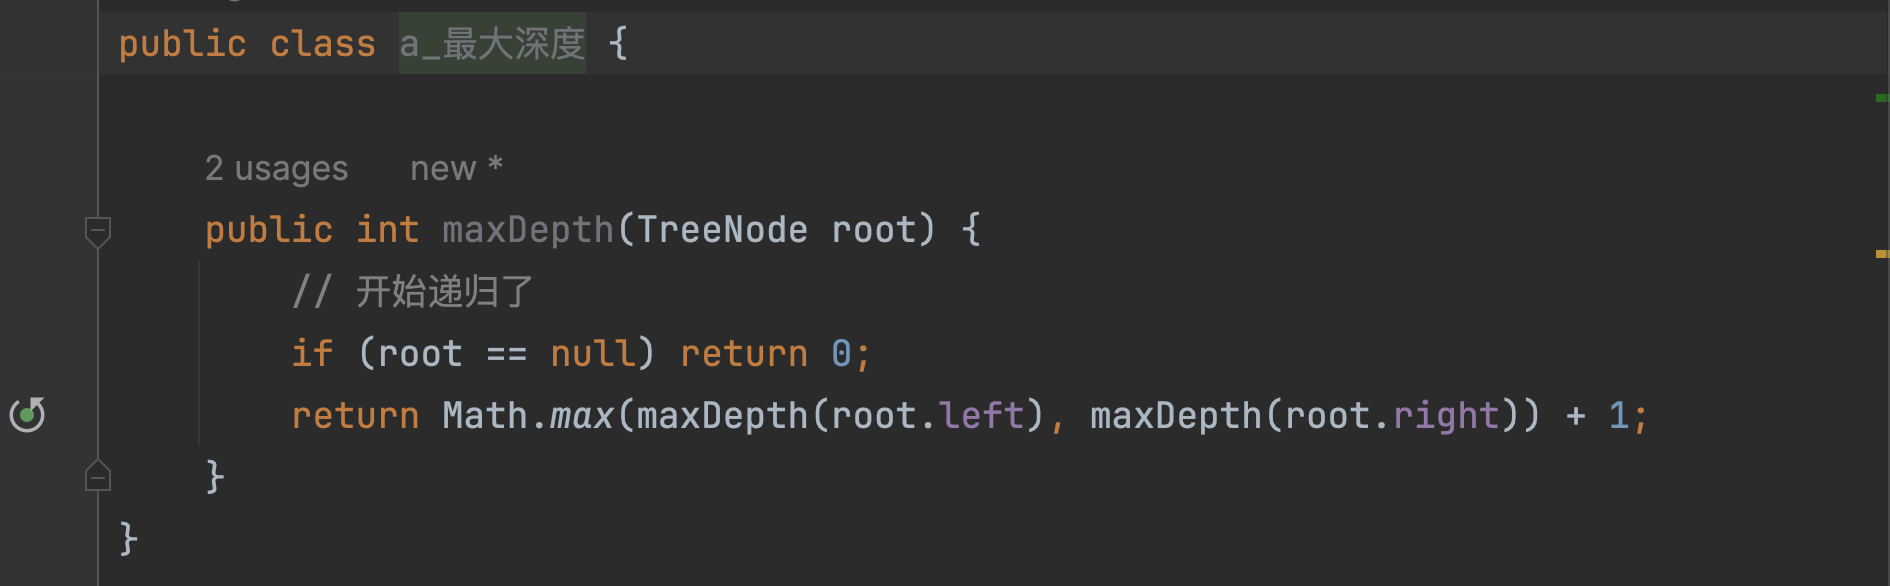 public class a_最大深度 {
2 usages new *
public int maxDepth(TreeNode root) {
// 开始递归了
if (root == null) return 0;
return Math.max(maxDepth(root.left), maxDepth(root.right)) + 1;
}
}